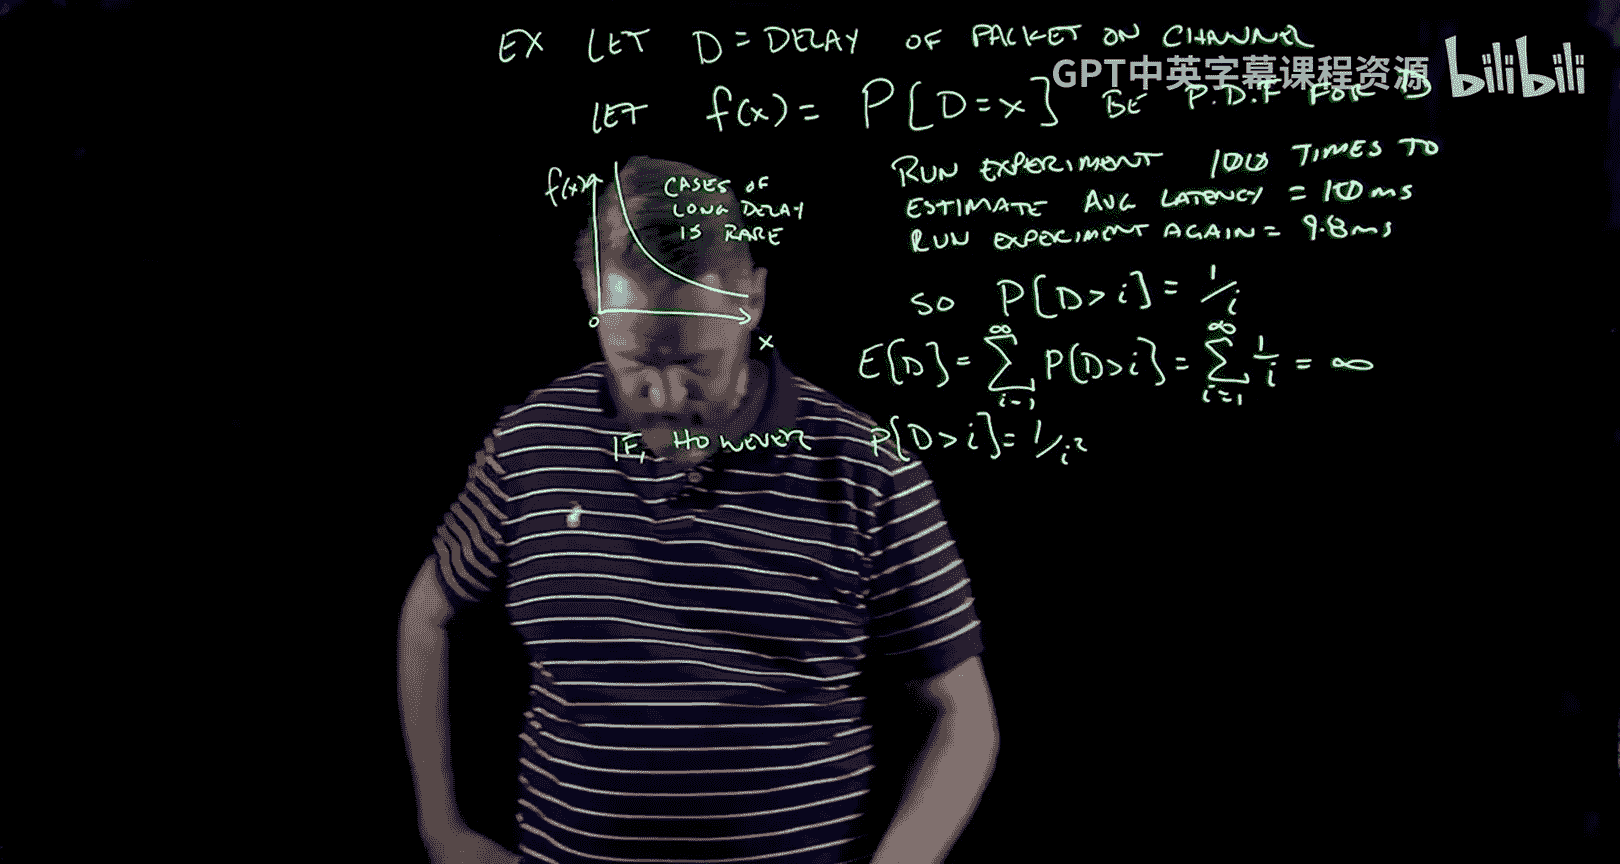 EX LET D = DELAY OF PACKET ON CHANNEL
GPT中英字幕课程资源 bilibili
LET f(x) = P[D=x] BE P.D.F FOR D
RUN EXPERIMENT 100 TIMES TO
ESTIMATE AVG LATENCY = 10ms
RUN EXPERIMENT AGAIN = 9.8ms
f(x)
CASES OF
LONG DELAY
IS RARE
0
x
SO P[D>i] = 1/i
E[D] = ∞ Σ i=1 P[D>i] = ∞ Σ i=1 1/i = ∞
IF, HOWEVER P[D>i] = 1/i²